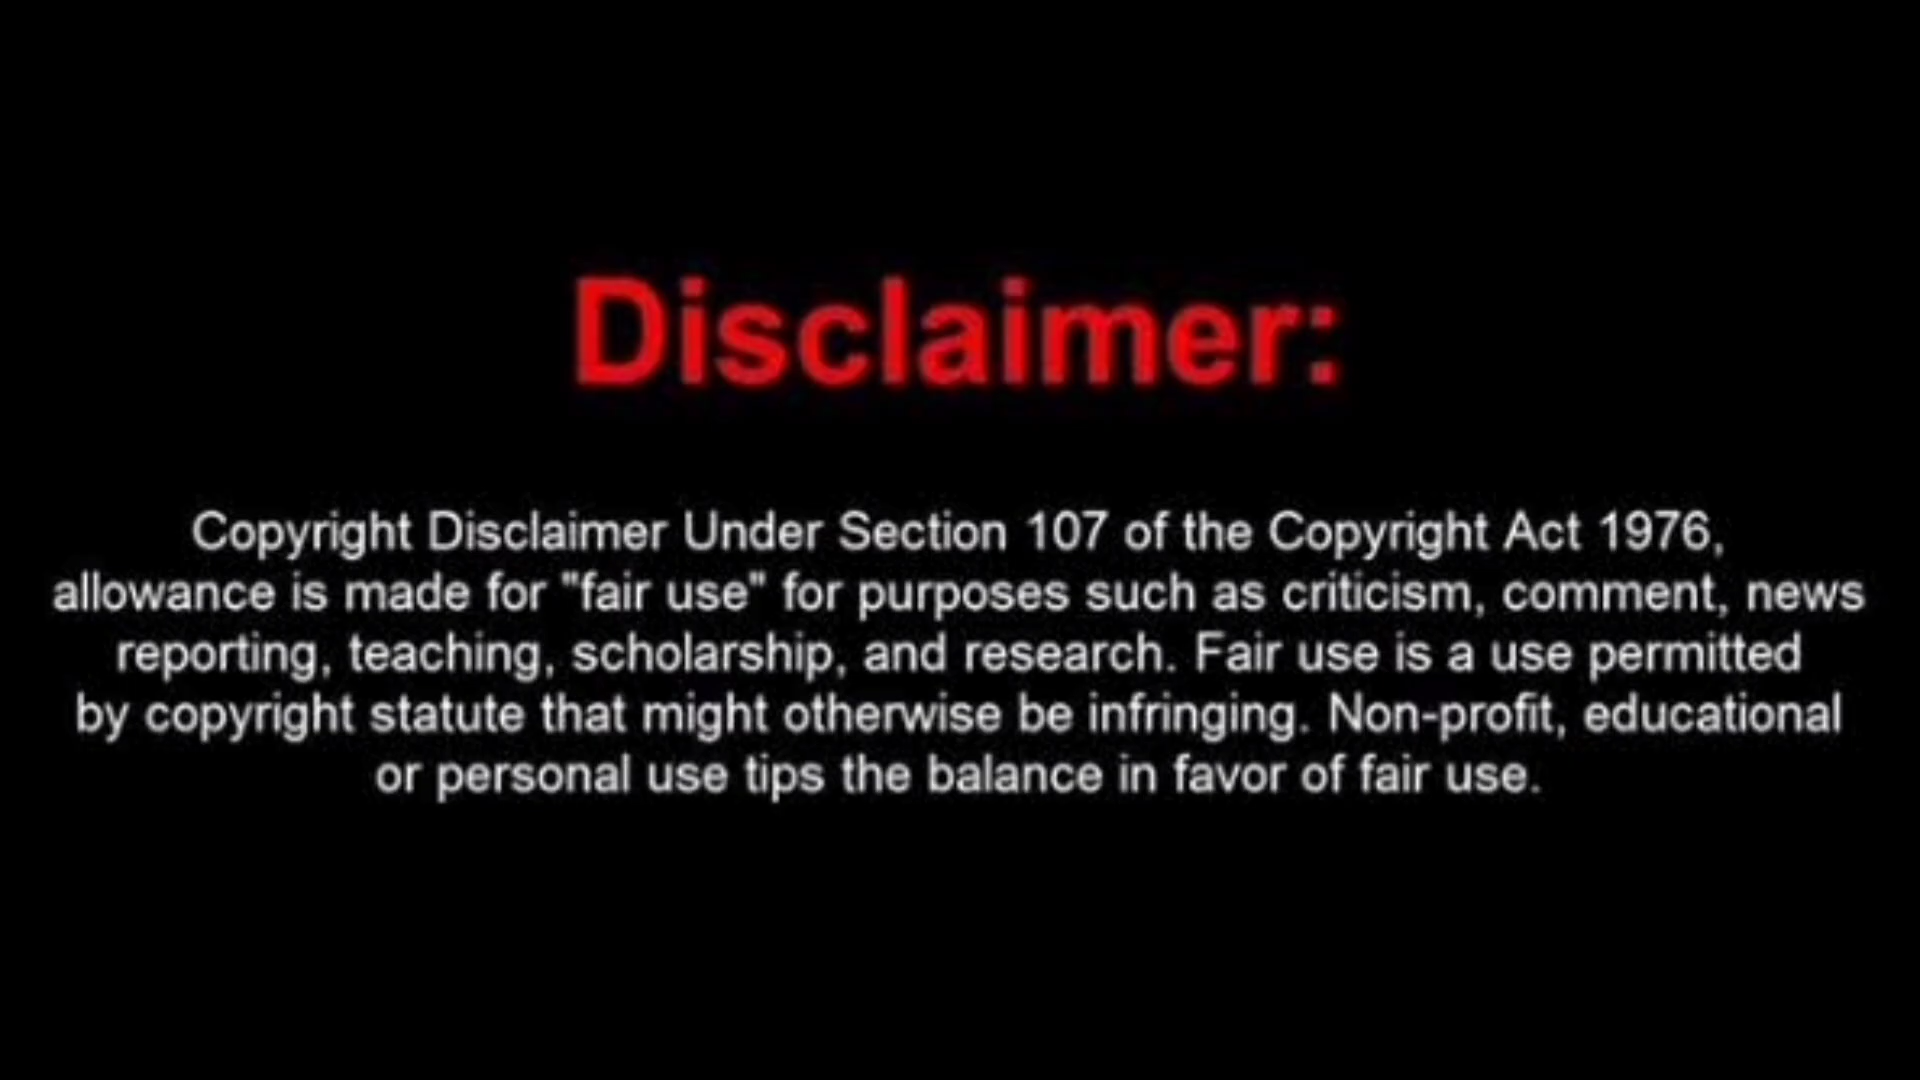 Disclaimer:
Copyright Disclaimer Under Section 107 of the Copyright Act 1976,
allowance is made for "fair use" for purposes such as criticism, comment, news
reporting, teaching, scholarship, and research. Fair use is a use permitted
by copyright statute that might otherwise be infringing. Non-profit, educational
or personal use tips the balance in favor of fair use.